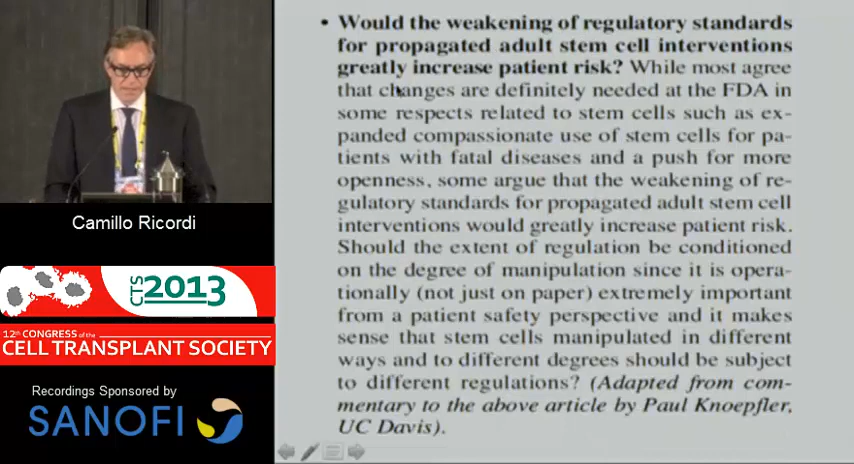 • Would the weakening of regulatory standards
for propagated adult stem cell interventions
greatly increase patient risk? While most agree
that changes are definitely needed at the FDA in
some respects related to stem cells such as ex-
panded compassionate use of stem cells for pa-
tients with fatal diseases and a push for more
openness, some argue that the weakening of re-
gulatory standards for propagated adult stem cell
interventions would greatly increase patient risk.
Should the extent of regulation be conditioned
on the degree of manipulation since it is opera-
tionally (not just on paper) extremely important
from a patient safety perspective and it makes
sense that stem cells manipulated in different
ways and to different degrees should be subject
to different regulations? (Adapted from com-
mentary to the above article by Paul Knoepfler,
UC Davis).
Camillo Ricordi
CTS 2013
12th CONGRESS of the
CELL TRANSPLANT SOCIETY
Recordings Sponsored by
SANOFI